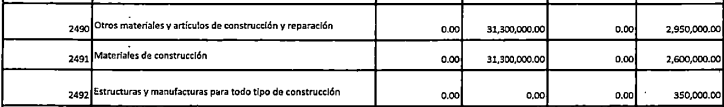 2490 Otros materiales y artículos de construcción y reparación 0.00 31,300,000.00 0.00 2,950,000.00
2491 Materiales de construcción 0.00 31,300,000.00 0.00 2,600,000.00
2492 Estructuras y manufacturas para todo tipo de construcción 0.00 0.00 0.00 350,000.00